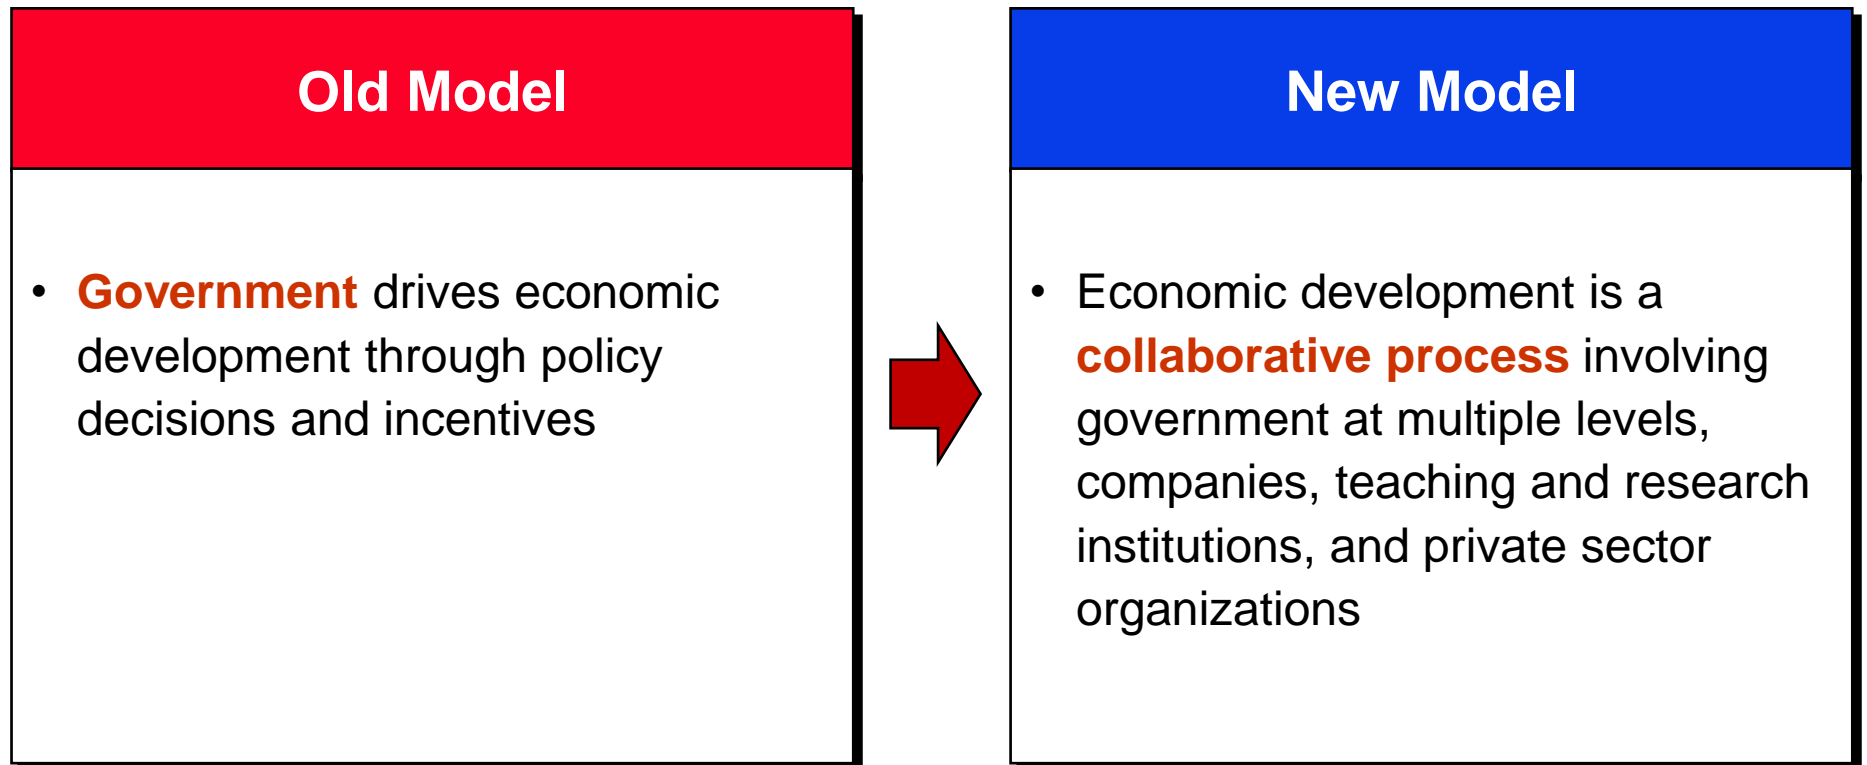 Old Model
• Government drives economic
development through policy
decisions and incentives
New Model
• Economic development is a
collaborative process involving
government at multiple levels,
companies, teaching and research
institutions, and private sector
organizations